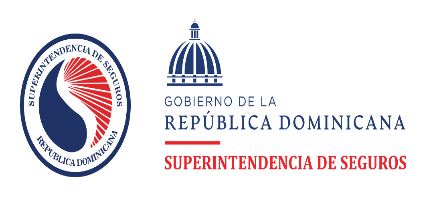 SUPERINTENDENCIA DE SEGUROS
REPÚBLICA DOMINICANA
GOBIERNO DE LA
REPÚBLICA DOMINICANA
SUPERINTENDENCIA DE SEGUROS